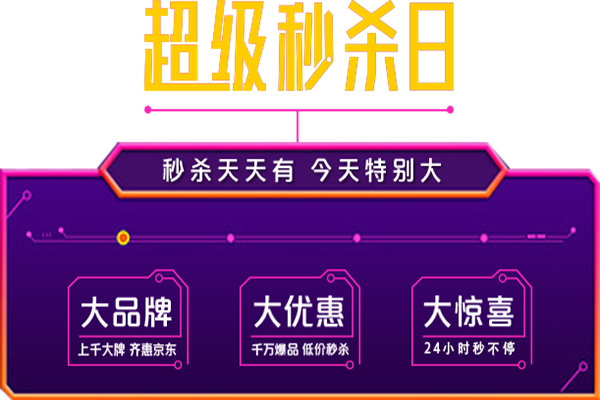 超级秒杀日
秒杀天天有 今天特别大
大品牌
上千大牌 齐惠京东
大优惠
千万爆品 低价秒杀
大惊喜
24小时秒不停